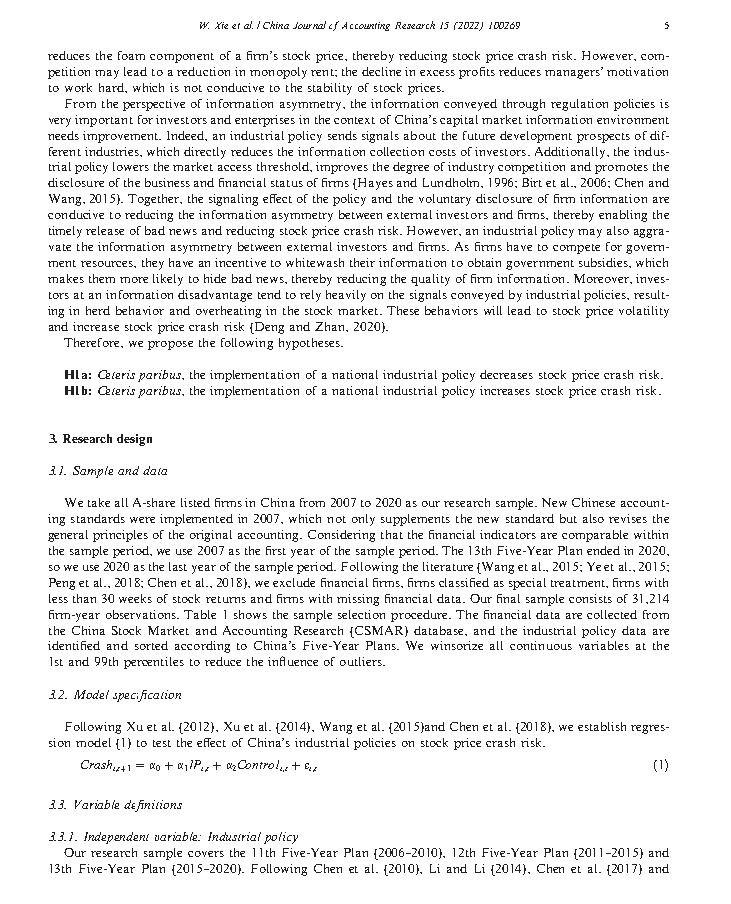 W. Xie et al. / China Journal of Accounting Research 15 (2022) 100269 5
reduces the foam component of a firm's stock price, thereby reducing stock price crash risk. However, com-
petition may lead to a reduction in monopoly rent; the decline in excess profits reduces managers' motivation
to work hard, which is not conducive to the stability of stock prices.
From the perspective of information asymmetry, the information conveyed through regulation policies is
very important for investors and enterprises in the context of China's capital market information environment
needs improvement. Indeed, an industrial policy sends signals about the future development prospects of dif-
ferent industries, which directly reduces the information collection costs of investors. Additionally, the indus-
trial policy lowers the market access threshold, improves the degree of industry competition and promotes the
disclosure of the business and financial status of firms (Hayes and Lundholm, 1996; Birt et al., 2006; Chen and
Wang, 2015). Together, the signaling effect of the policy and the voluntary disclosure of firm information are
conducive to reducing the information asymmetry between external investors and firms, thereby enabling the
timely release of bad news and reducing stock price crash risk. However, an industrial policy may also aggra-
vate the information asymmetry between external investors and firms. As firms have to compete for govern-
ment resources, they have an incentive to whitewash their information to obtain government subsidies, which
makes them more likely to hide bad news, thereby reducing the quality of firm information. Moreover, inves-
tors at an information disadvantage tend to rely heavily on the signals conveyed by industrial policies, result-
ing in herd behavior and overheating in the stock market. These behaviors will lead to stock price volatility
and increase stock price crash risk (Deng and Zhan, 2020).
Therefore, we propose the following hypotheses.
H1a: Ceteris paribus, the implementation of a national industrial policy decreases stock price crash risk.
H1b: Ceteris paribus, the implementation of a national industrial policy increases stock price crash risk.
3. Research design
3.1. Sample and data
We take all A-share listed firms in China from 2007 to 2020 as our research sample. New Chinese account-
ing standards were implemented in 2007, which not only supplements the new standard but also revises the
general principles of the original accounting. Considering that the financial indicators are comparable within
the sample period, we use 2007 as the first year of the sample period. The 13th Five-Year Plan ended in 2020,
so we use 2020 as the last year of the sample period. Following the literature (Wang et al., 2015; Ye et al., 2015;
Peng et al., 2018; Chen et al., 2018), we exclude financial firms, firms classified as special treatment, firms with
less than 30 weeks of stock returns and firms with missing financial data. Our final sample consists of 31,214
firm-year observations. Table 1 shows the sample selection procedure. The financial data are collected from
the China Stock Market and Accounting Research (CSMAR) database, and the industrial policy data are
identified and sorted according to China's Five-Year Plans. We winsorize all continuous variables at the
1st and 99th percentiles to reduce the influence of outliers.
3.2. Model specification
Following Xu et al. (2012), Xu et al. (2014), Wang et al. (2015)and Chen et al. (2018), we establish regres-
sion model (1) to test the effect of China's industrial policies on stock price crash risk.
Crash_{i,t+1} = α₀ + α₁IP_{i,t} + α₂Control_{i,t} + ε_{i,t} (1)
3.3. Variable definitions
3.3.1. Independent variable: Industrial policy
Our research sample covers the 11th Five-Year Plan (2006–2010), 12th Five-Year Plan (2011–2015) and
13th Five-Year Plan (2015–2020). Following Chen et al. (2010), Li and Li (2014), Chen et al. (2017) and